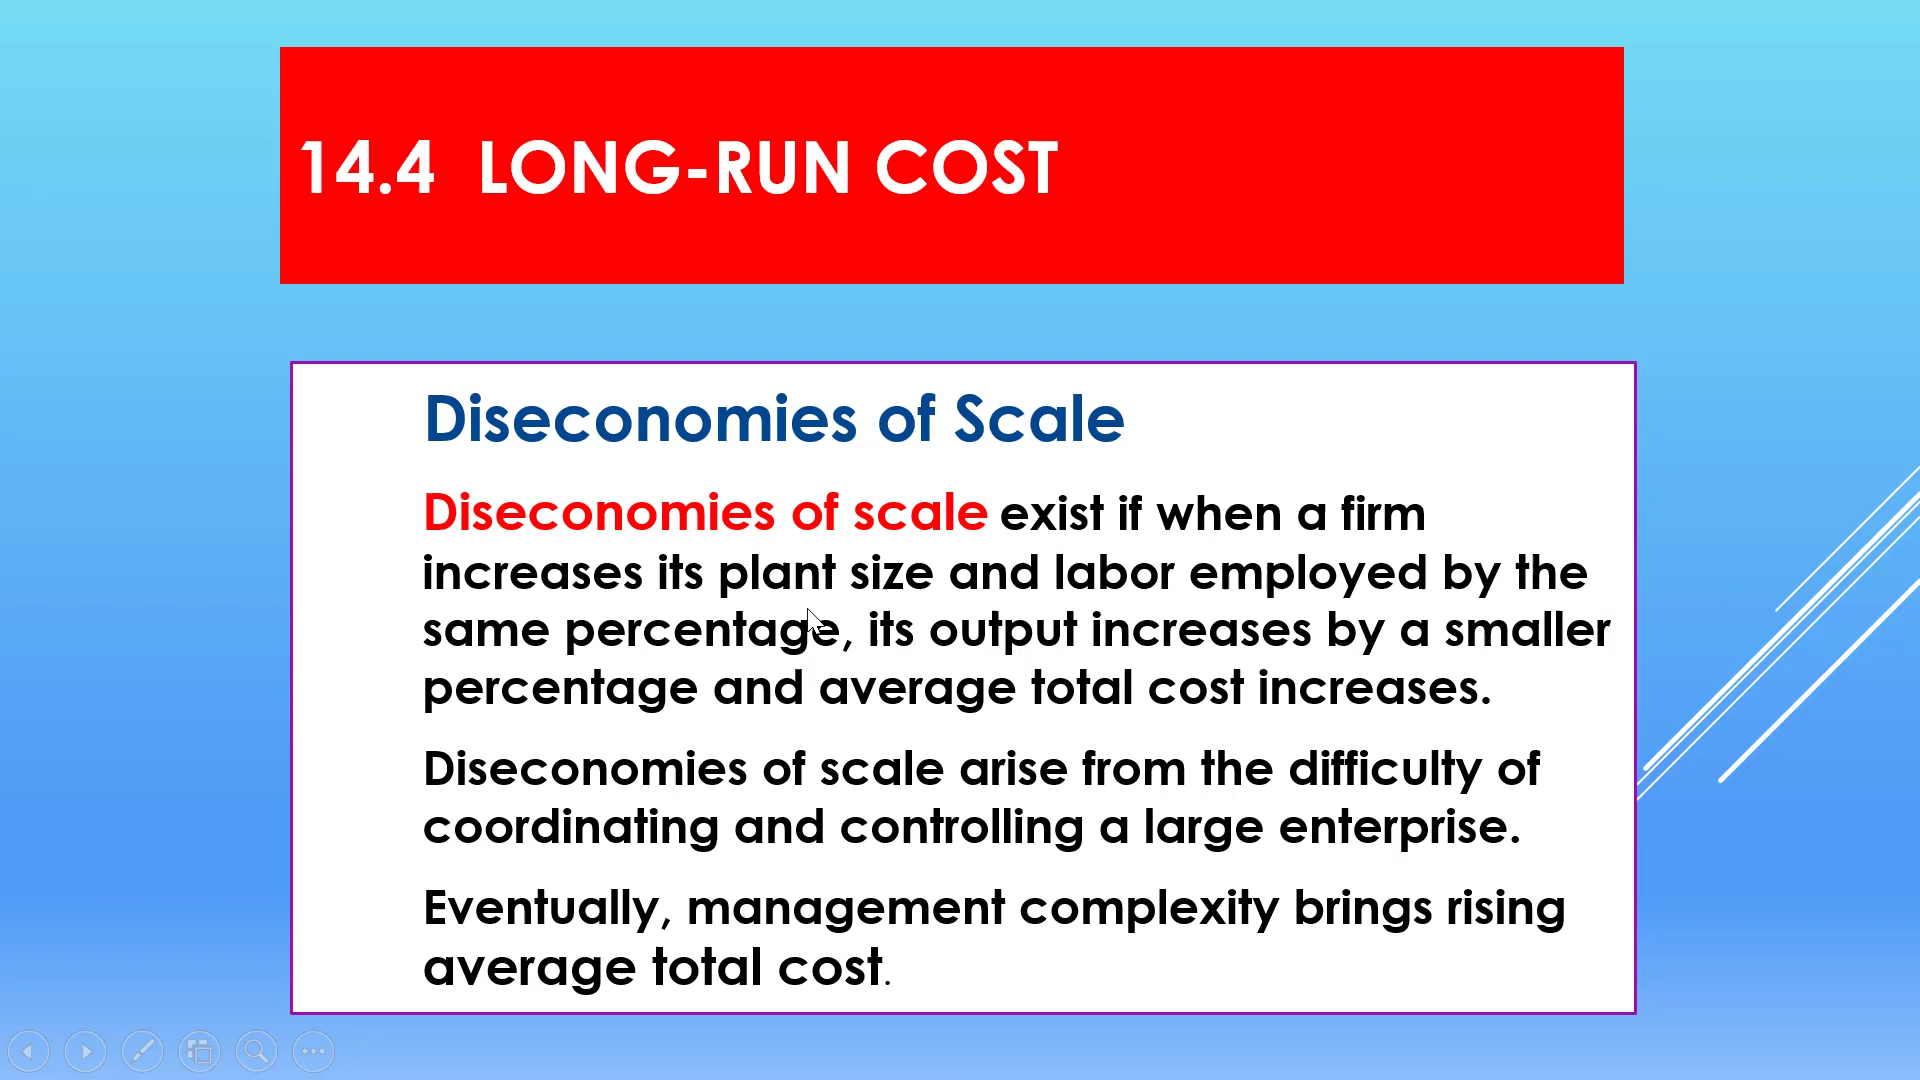 14.4 LONG-RUN COST
Diseconomies of Scale
Diseconomies of scale exist if when a firm
increases its plant size and labor employed by the
same percentage, its output increases by a smaller
percentage and average total cost increases.
Diseconomies of scale arise from the difficulty of
coordinating and controlling a large enterprise.
Eventually, management complexity brings rising
average total cost.